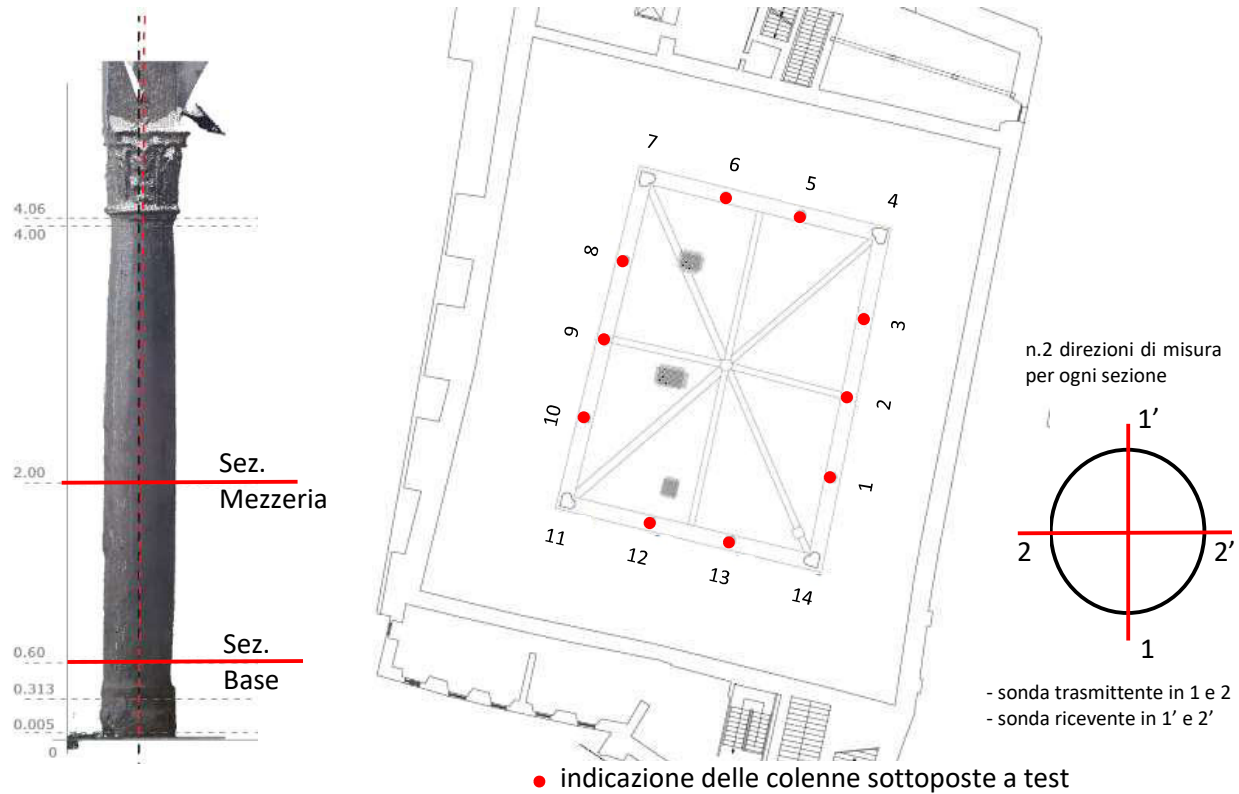 4.06
4.00
2.00
0.60
0.313
0.005
0
Sez.
Mezzeria
Sez.
Base
7
6
5
4
8
3
9
2
10
1
11
12
13
14
n.2 direzioni di misura
per ogni sezione
1’
2
2’
1
- sonda trasmittente in 1 e 2
- sonda ricevente in 1’ e 2’
indicazione delle colenne sottoposte a test